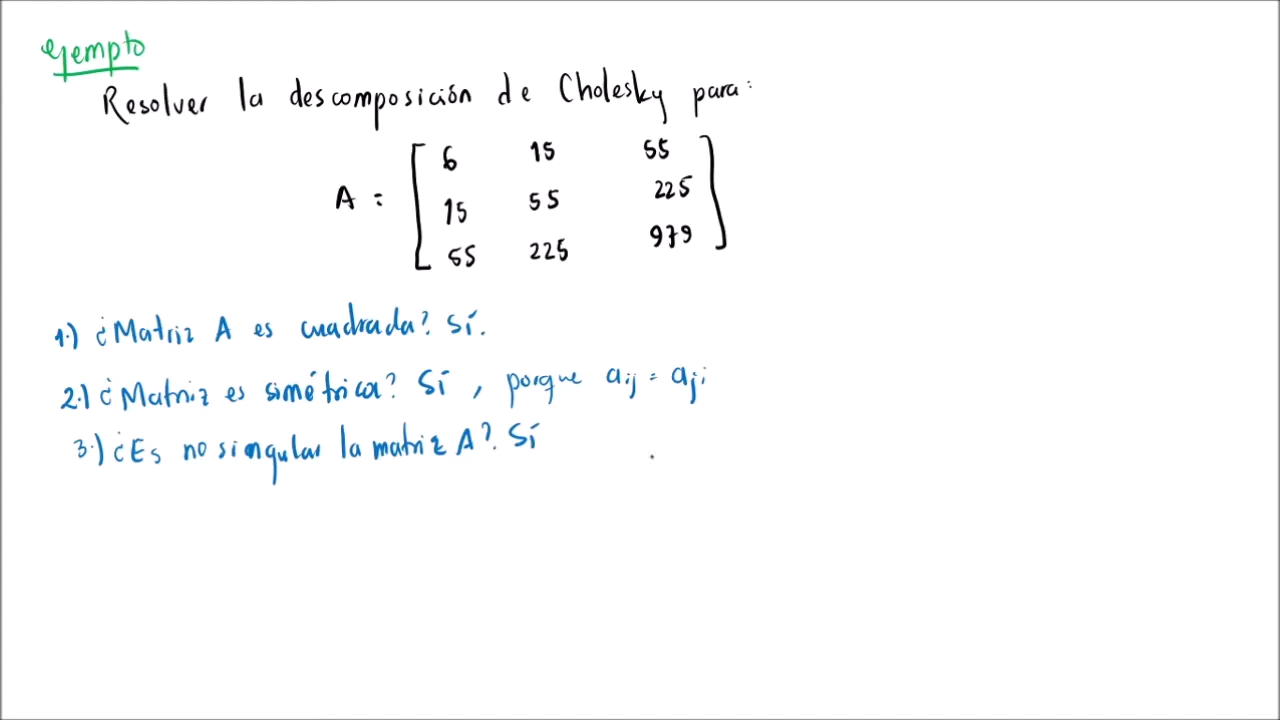 ejemplo
Resolver la descomposición de Cholesky para:
A = [ 6 15 55
15 55 225
55 225 979 ]
1.) ¿Matriz A es cuadrada? Sí.
2.) ¿Matriz es simétrica? Sí, porque aij = aji
3.) ¿Es no singular la matriz A? Sí